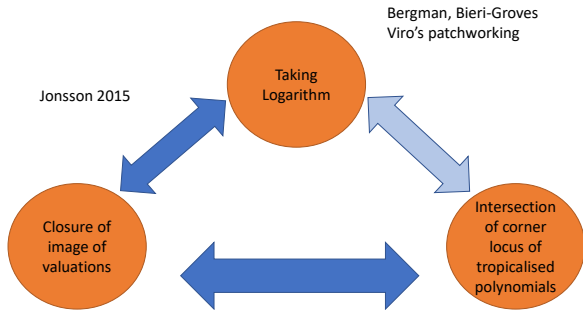 Bergman, Bieri-Groves
Viro's patchworking
Taking
Logarithm
Jonsson 2015
Closure of
image of
valuations
Intersection
of corner
locus of
tropicalised
polynomials